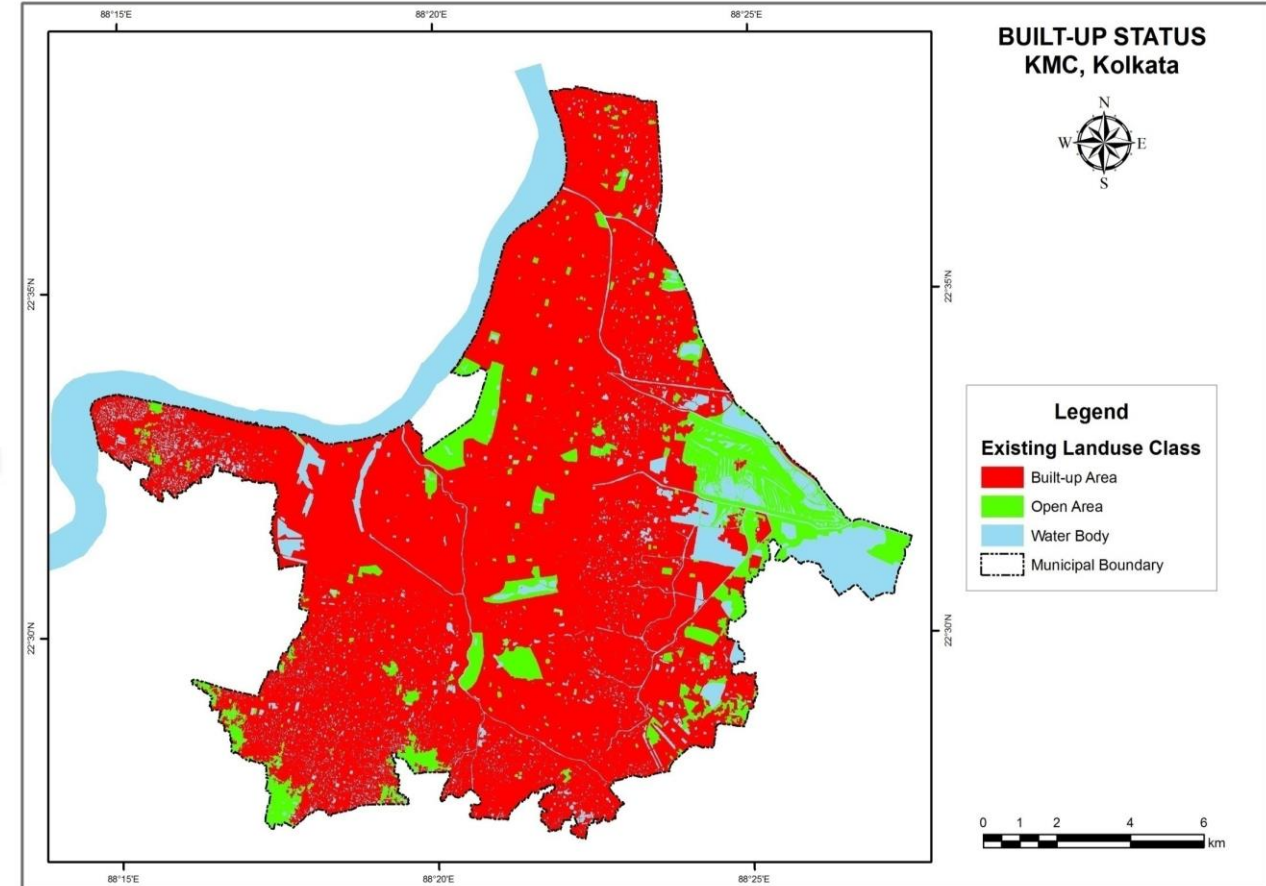 88°15'E
88°20'E
88°25'E
BUILT-UP STATUS
KMC, Kolkata
N
W
E
S
22°35'N
22°35'N
Legend
Existing Landuse Class
Built-up Area
Open Area
Water Body
Municipal Boundary
22°30'N
22°30'N
0 1 2 4 6
km
88°15'E
88°20'E
88°25'E